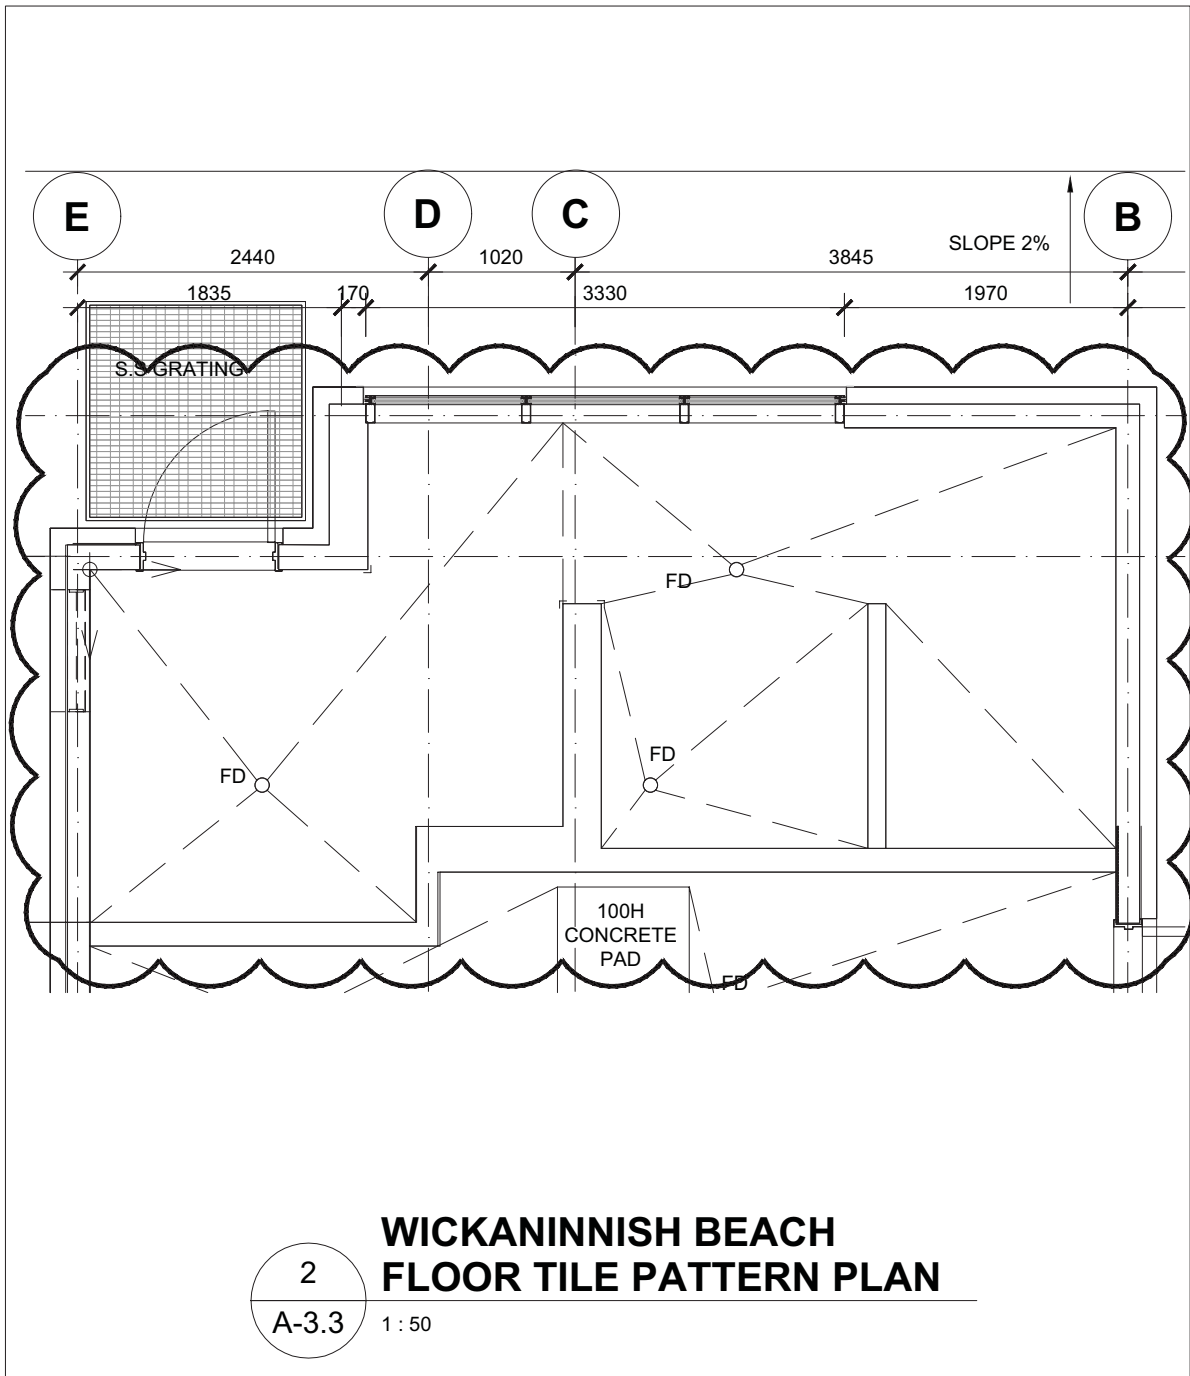 E
D
C
B
SLOPE 2%
2440
1020
3845
1835
170
3330
1970
S.S GRATING
FD
FD
FD
100H
CONCRETE
PAD
FD
WICKANINNISH BEACH
FLOOR TILE PATTERN PLAN
2
A-3.3
1 : 50